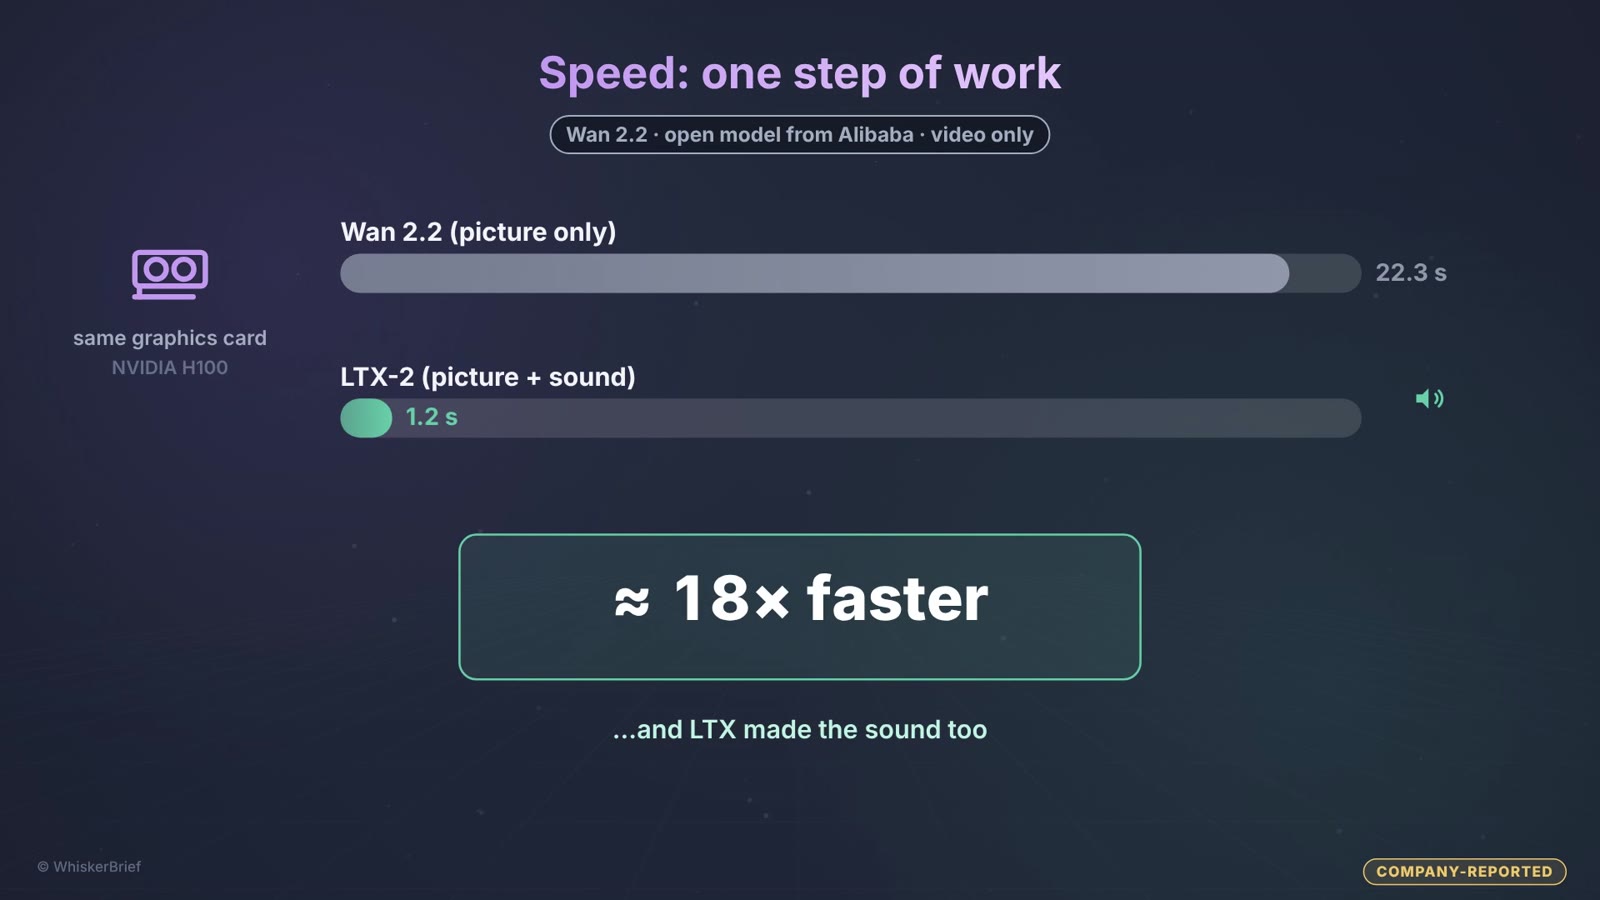 Speed: one step of work
Wan 2.2 · open model from Alibaba · video only
Wan 2.2 (picture only)
22.3 s
same graphics card
NVIDIA H100
LTX-2 (picture + sound)
1.2 s
≈ 18× faster
...and LTX made the sound too
© WhiskerBrief
COMPANY-REPORTED